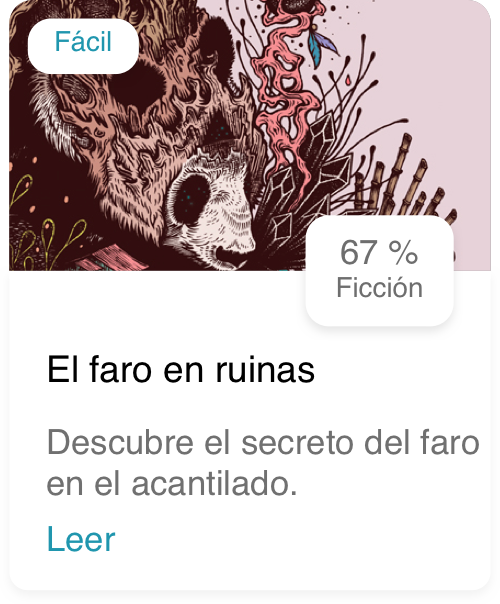 Fácil
67 %
Ficción
El faro en ruinas
Descubre el secreto del faro
en el acantilado.
Leer